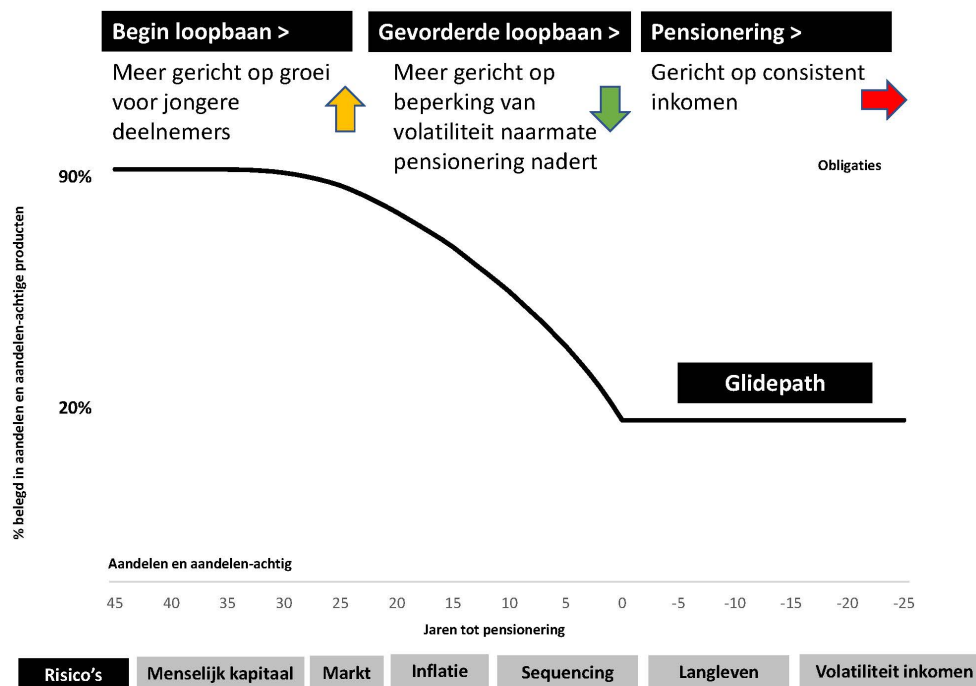 Begin loopbaan >
Gevorderde loopbaan >
Pensionering >
Meer gericht op groei
voor jongere
deelnemers
Meer gericht op
beperking van
volatiliteit naarmate
pensionering nadert
Gericht op consistent
inkomen
Obligaties
90%
20%
% belegd in aandelen en aandelen-achtige producten
Glidepath
Aandelen en aandelen-achtig
45 40 35 30 25 20 15 10 5 0 -5 -10 -15 -20 -25
Jaren tot pensionering
Risico's Menselijk kapitaal Markt Inflatie Sequencing Langleven Volatiliteit inkomen